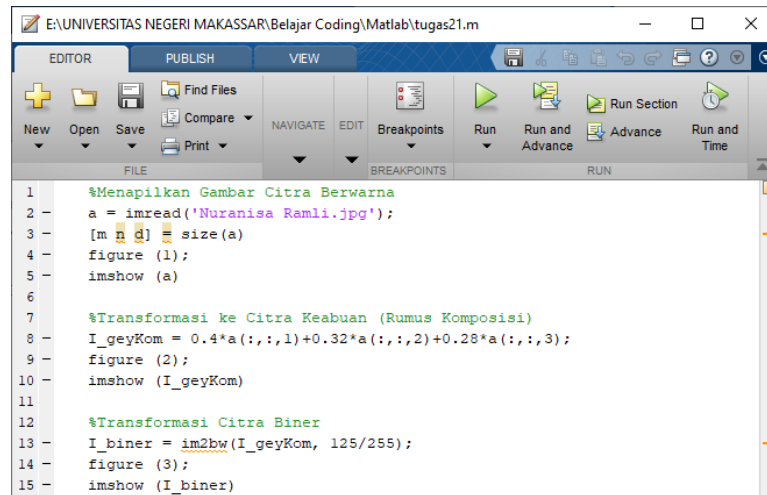 E:\UNIVERSITAS NEGERI MAKASSAR\Belajar Coding\Matlab\tugas21.m
EDITOR PUBLISH VIEW
New Open Save Find Files Compare Print NAVIGATE EDIT Breakpoints Run Run and Advance Run Section Advance Run and Time
FILE BREAKPOINTS RUN
1 %Menapilkan Gambar Citra Berwarna
2 – a = imread('Nuranisa Ramli.jpg');
3 – [m n d] = size(a)
4 – figure (1);
5 – imshow (a)
6
7 %Transformasi ke Citra Keabuan (Rumus Komposisi)
8 – I_geyKom = 0.4*a(:,:,1)+0.32*a(:,:,2)+0.28*a(:,:,3);
9 – figure (2);
10 – imshow (I_geyKom)
11
12 %Transformasi Citra Biner
13 – I_biner = im2bw(I_geyKom, 125/255);
14 – figure (3);
15 – imshow (I_biner)